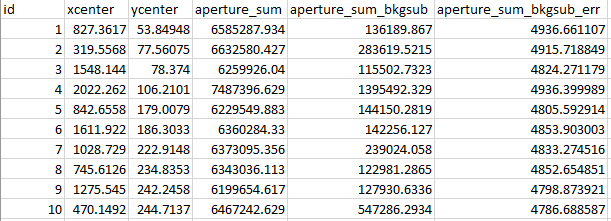 id xcenter ycenter aperture_sum aperture_sum_bkgsub aperture_sum_bkgsub_err
1 827.3617 53.84948 6585287.934 136189.867 4936.661107
2 319.5568 77.56075 6632580.427 283619.5215 4915.718849
3 1548.144 78.374 6259926.04 115502.7323 4824.271179
4 2022.262 106.2101 7487396.629 1395492.329 4936.399989
5 842.6558 179.0079 6229549.883 144150.2819 4805.592914
6 1611.922 186.3033 6360284.33 142256.127 4853.903003
7 1028.729 222.9148 6373095.356 239024.058 4833.274516
8 745.6126 234.8353 6343036.113 122981.2865 4852.654851
9 1275.545 242.2458 6199654.617 127930.6336 4798.873921
10 470.1492 244.7137 6467242.629 547286.2934 4786.688587